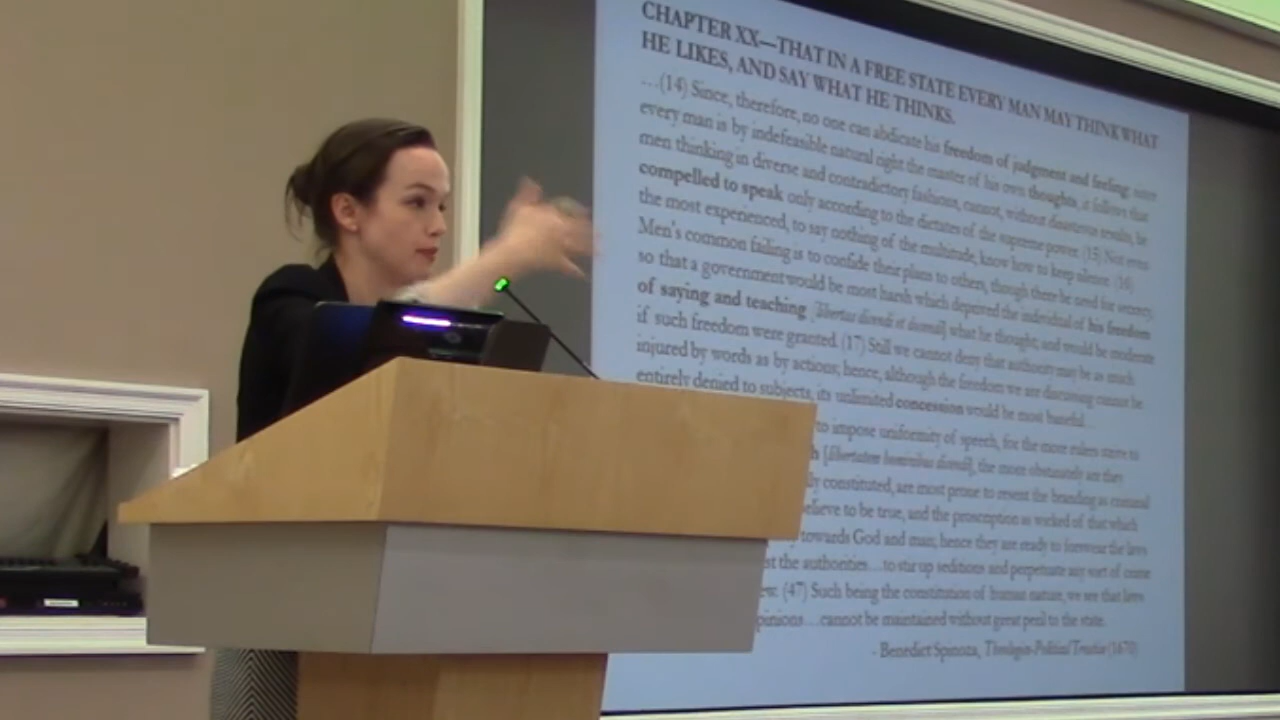 CHAPTER XX—THAT IN A FREE STATE EVERY MAN MAY THINK WHAT
HE LIKES, AND SAY WHAT HE THINKS.
…(14) Since, therefore, no one can abdicate his freedom of judgment and feeling; since
every man is by indefeasible natural right the master of his own thoughts, it follows that
men thinking in diverse and contradictory fashions, cannot, without disastrous results, be
compelled to speak only according to the dictates of the supreme power. (15) Not even
the most experienced, to say nothing of the multitude, know how to keep silence. (16)
Men's common failing is to confide their plans to others, though there be need for secrecy,
so that a government would be most harsh which deprived the individual of his freedom
of saying and teaching [libertas dicendi et docendi] what he thought; and would be moderate
if such freedom were granted. (17) Still we cannot deny that authority may be as much
injured by words as by actions; hence, although the freedom we are discussing cannot be
entirely denied to subjects, its unlimited concession would be most baneful…
to impose uniformity of speech, for the more rulers strive to
h [libertatem dicendi], the more obstinately are they
ly constituted, are most prone to resent the branding as criminal
believe to be true, and the proscription as wicked of that which
towards God and man; hence they are ready to forswear the laws
st the authorities…to stir up seditions and perpetuate any sort of crime
ew. (47) Such being the constitution of human nature, we see that laws
pinions…cannot be maintained without great peril to the state.
- Benedict Spinoza, Theologico-Political Treatise (1670)